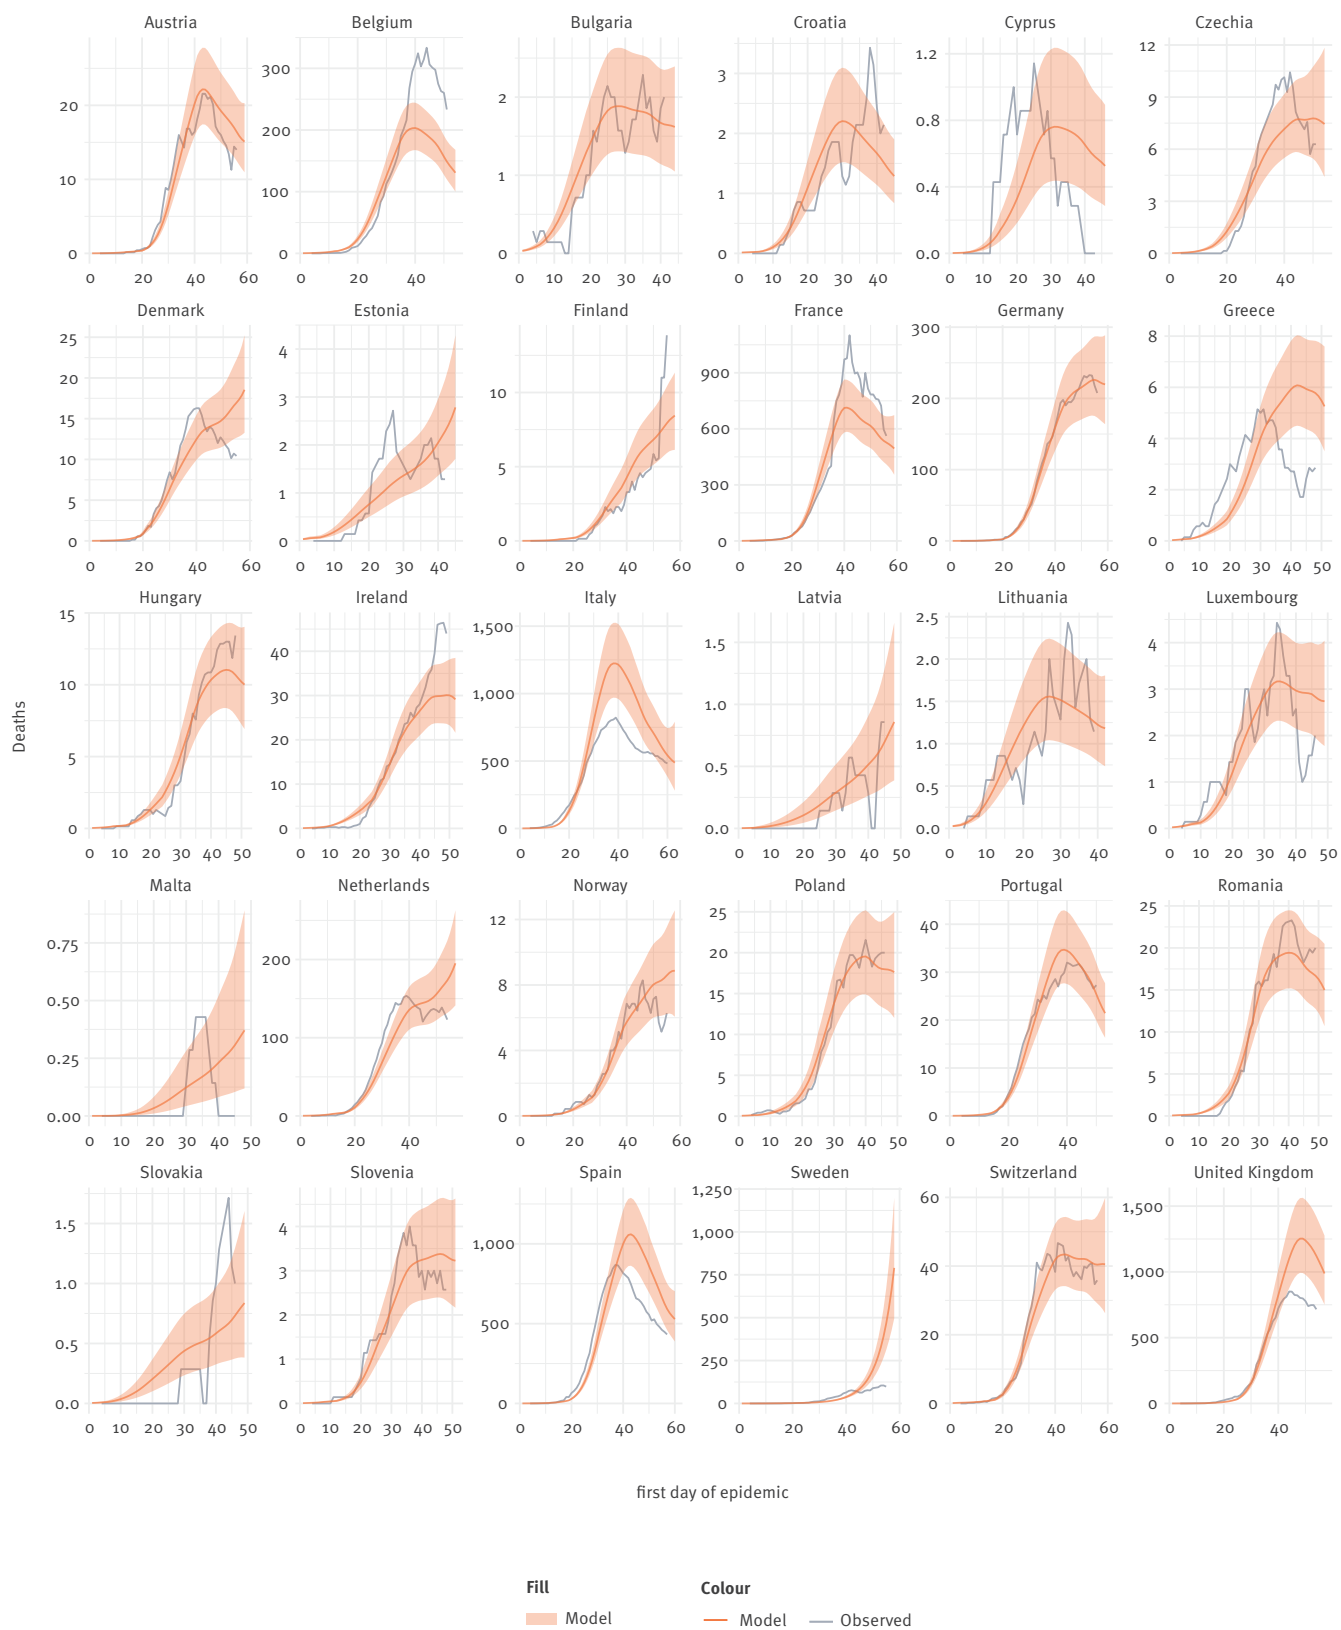 Austria Belgium Bulgaria Croatia Cyprus Czechia
20 10 0 300 200 100 0 2 1 0 3 2 1 0 1.2 0.8 0.4 0.0 12 9 6 3 0
0 20 40 60 0 20 40 0 10 20 30 40 0 10 20 30 40 0 10 20 30 40 0 20 40
Denmark Estonia Finland France Germany Greece
25 20 15 10 5 0 4 3 2 1 0 10 5 0 900 600 300 0 300 200 100 0 8 6 4 2 0
0 20 40 60 0 10 20 30 40 0 20 40 60 0 20 40 60 0 20 40 60 0 10 20 30 40 50
Hungary Ireland Italy Latvia Lithuania Luxembourg
15 10 5 0 40 30 20 10 0 1,500 1,000 500 0 1.5 1.0 0.5 0.0 2.5 2.0 1.5 1.0 0.5 0.0 4 3 2 1 0
0 10 20 30 40 50 0 10 20 30 40 50 0 20 40 60 0 10 20 30 40 50 0 10 20 30 40 0 10 20 30 40 50
Deaths
Malta Netherlands Norway Poland Portugal Romania
0.75 0.50 0.25 0.00 200 100 0 12 8 4 0 25 20 15 10 5 0 40 30 20 10 0 25 20 15 10 5 0
0 10 20 30 40 50 0 20 40 0 20 40 60 0 10 20 30 40 50 0 20 40 0 10 20 30 40 50
Slovakia Slovenia Spain Sweden Switzerland United Kingdom
1.5 1.0 0.5 0.0 4 3 2 1 0 1,000 500 0 1,250 1,000 750 500 250 0 60 40 20 0 1,500 1,000 500 0
0 10 20 30 40 50 0 10 20 30 40 50 0 20 40 60 0 20 40 60 0 20 40 60 0 20 40
first day of epidemic
Fill Colour
Model Model Observed